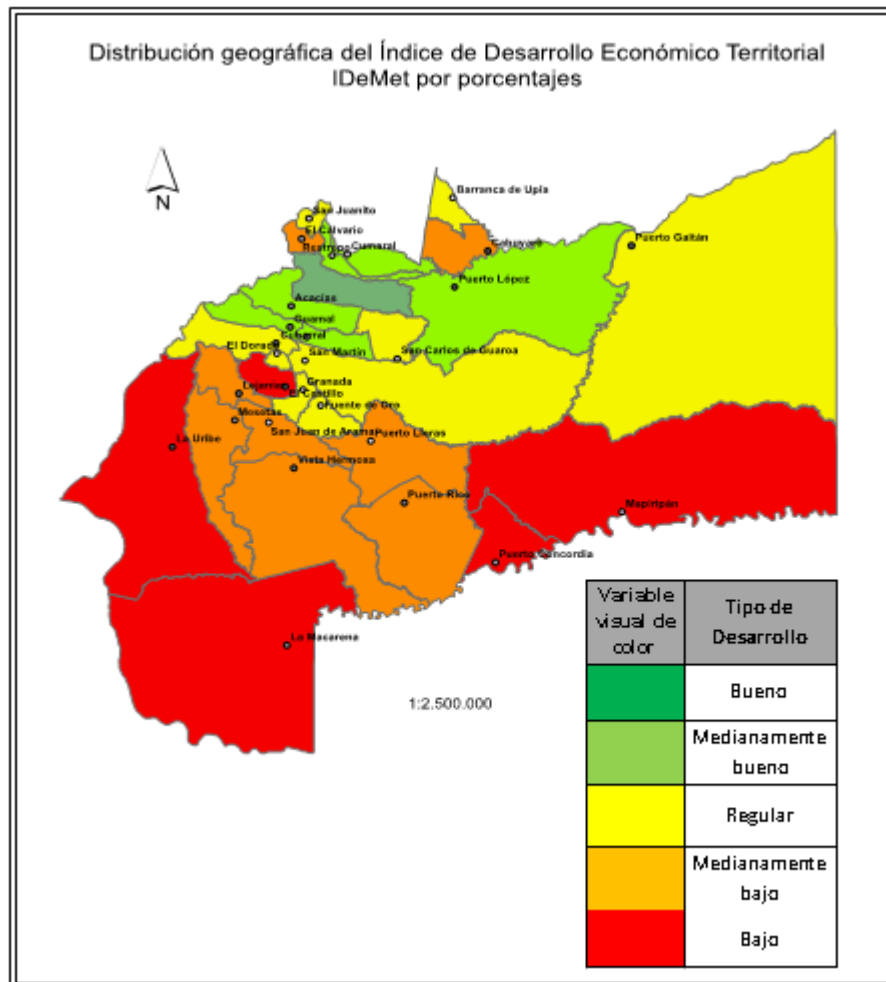 Distribución geográfica del Índice de Desarrollo Económico Territorial
IDeMet por porcentajes
N
Barranca de Upía
San Juanito
El Calvario
Restrepo
Cumaral
Cabuyaro
Puerto Gaitán
Puerto López
Acacías
Guamal
Cubarral
El Dorado
San Martín
San Carlos de Guaroa
Granada
Lejanías
El Castillo
Fuente de Oro
Mesetas
San Juan de Arama
Puerto Lleras
La Uribe
Vista Hermosa
Puerto Rico
Mapiripán
Puerto Concordia
La Macarena
1:2.500.000
Variable
visual de
color
Tipo de
Desarrollo
Bueno
Medianamente
bueno
Regular
Medianamente
bajo
Bajo